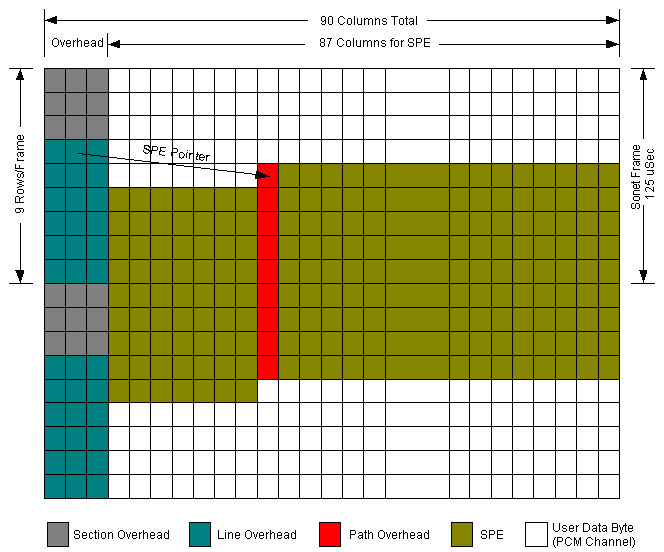 90 Columns Total
Overhead
87 Columns for SPE
SPE Pointer
9 Rows/Frame
Sonet Frame
125 uSec
Section Overhead
Line Overhead
Path Overhead
SPE
User Data Byte
(PCM Channel)